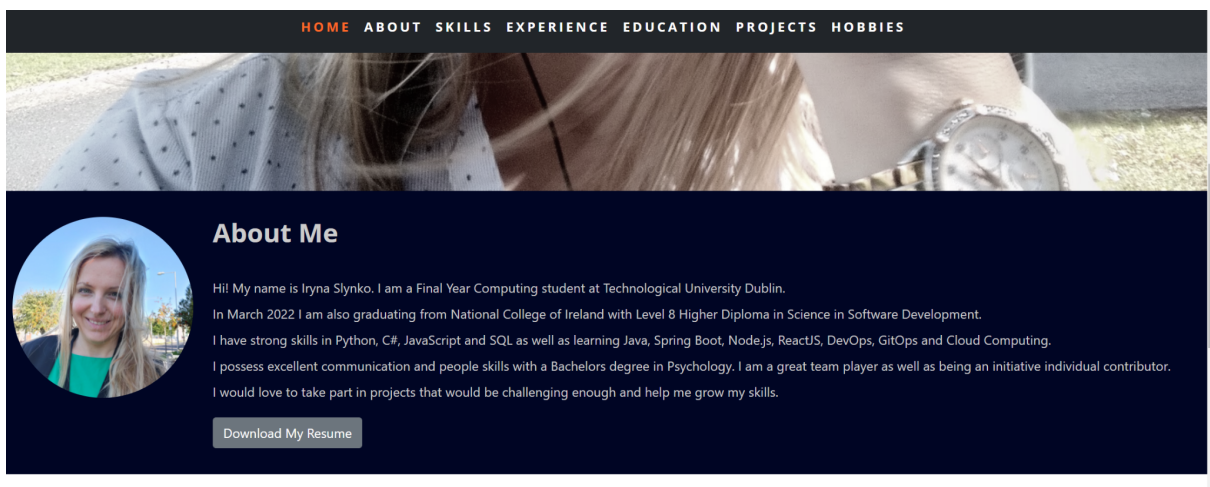 HOME ABOUT SKILLS EXPERIENCE EDUCATION PROJECTS HOBBIES
About Me
Hi! My name is Iryna Slynko. I am a Final Year Computing student at Technological University Dublin.
In March 2022 I am also graduating from National College of Ireland with Level 8 Higher Diploma in Science in Software Development.
I have strong skills in Python, C#, JavaScript and SQL as well as learning Java, Spring Boot, Node.js, ReactJS, DevOps, GitOps and Cloud Computing.
I possess excellent communication and people skills with a Bachelors degree in Psychology. I am a great team player as well as being an initiative individual contributor.
I would love to take part in projects that would be challenging enough and help me grow my skills.
Download My Resume